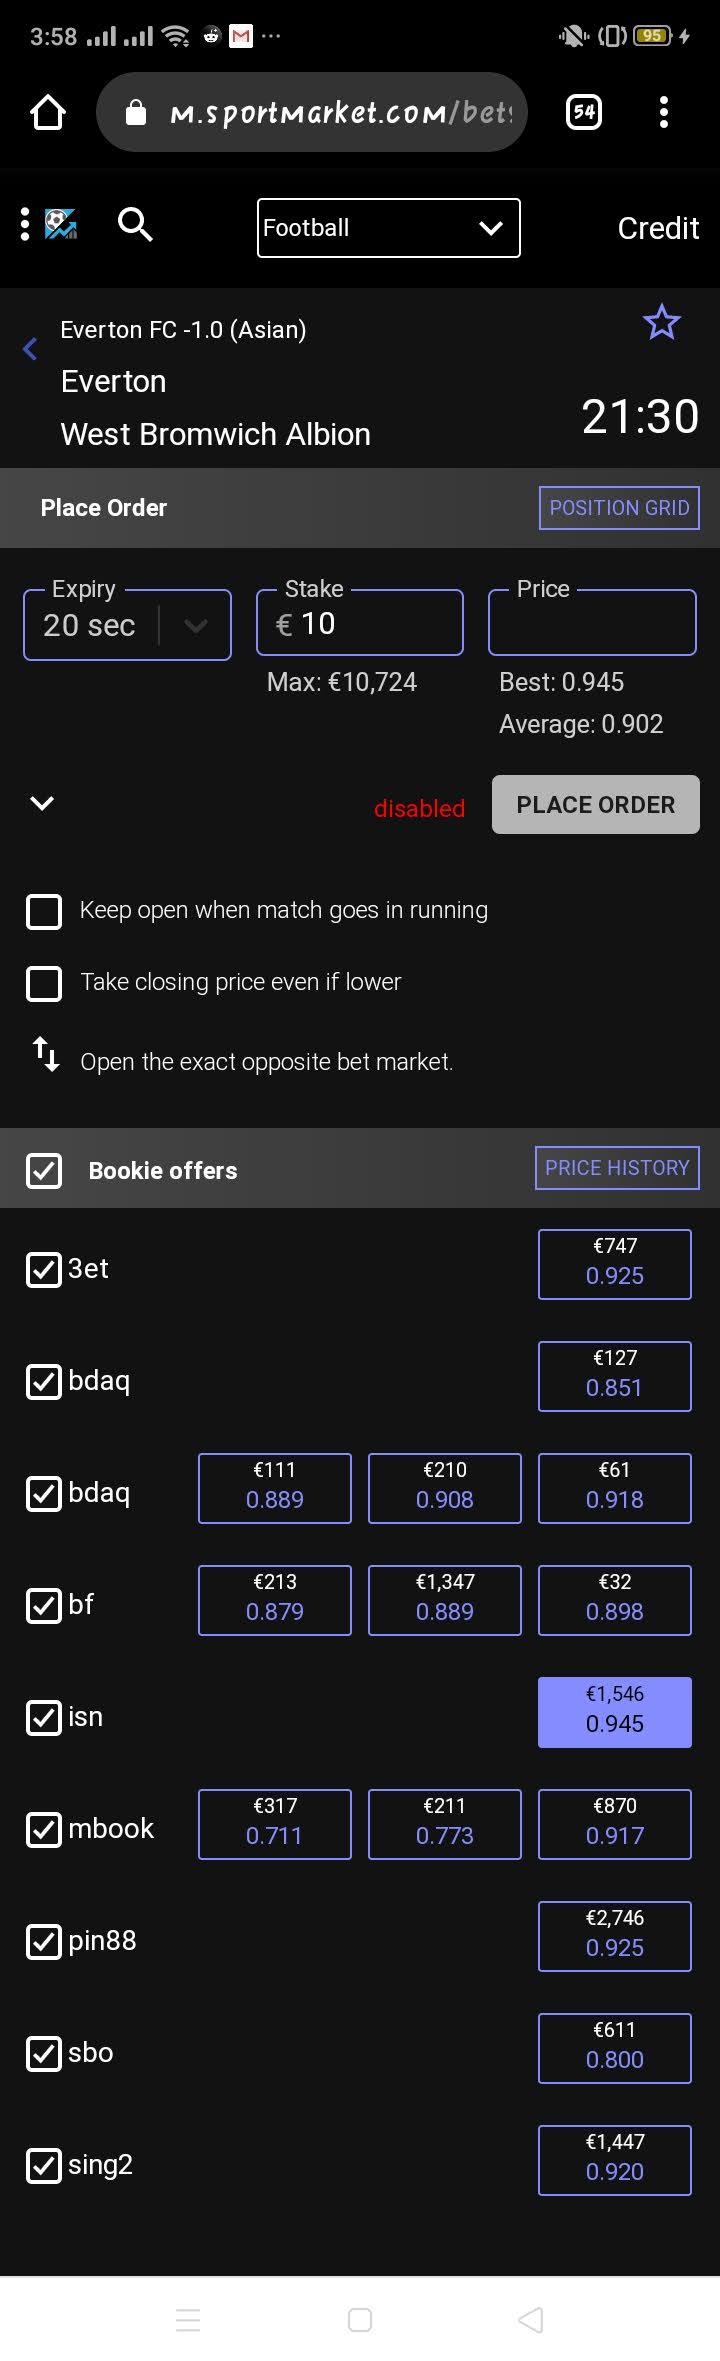 3:58
95
m.sportmarket.com/bets
54
Football
Credit
Everton FC -1.0 (Asian)
Everton
West Bromwich Albion
21:30
Place Order
POSITION GRID
Expiry
Stake
Price
20 sec
€ 10
Max: €10,724
Best: 0.945
Average: 0.902
disabled
PLACE ORDER
Keep open when match goes in running
Take closing price even if lower
Open the exact opposite bet market.
Bookie offers
PRICE HISTORY
3et
€747
0.925
bdaq
€127
0.851
bdaq
€111
0.889
€210
0.908
€61
0.918
bf
€213
0.879
€1,347
0.889
€32
0.898
isn
€1,546
0.945
mbook
€317
0.711
€211
0.773
€870
0.917
pin88
€2,746
0.925
sbo
€611
0.800
sing2
€1,447
0.920